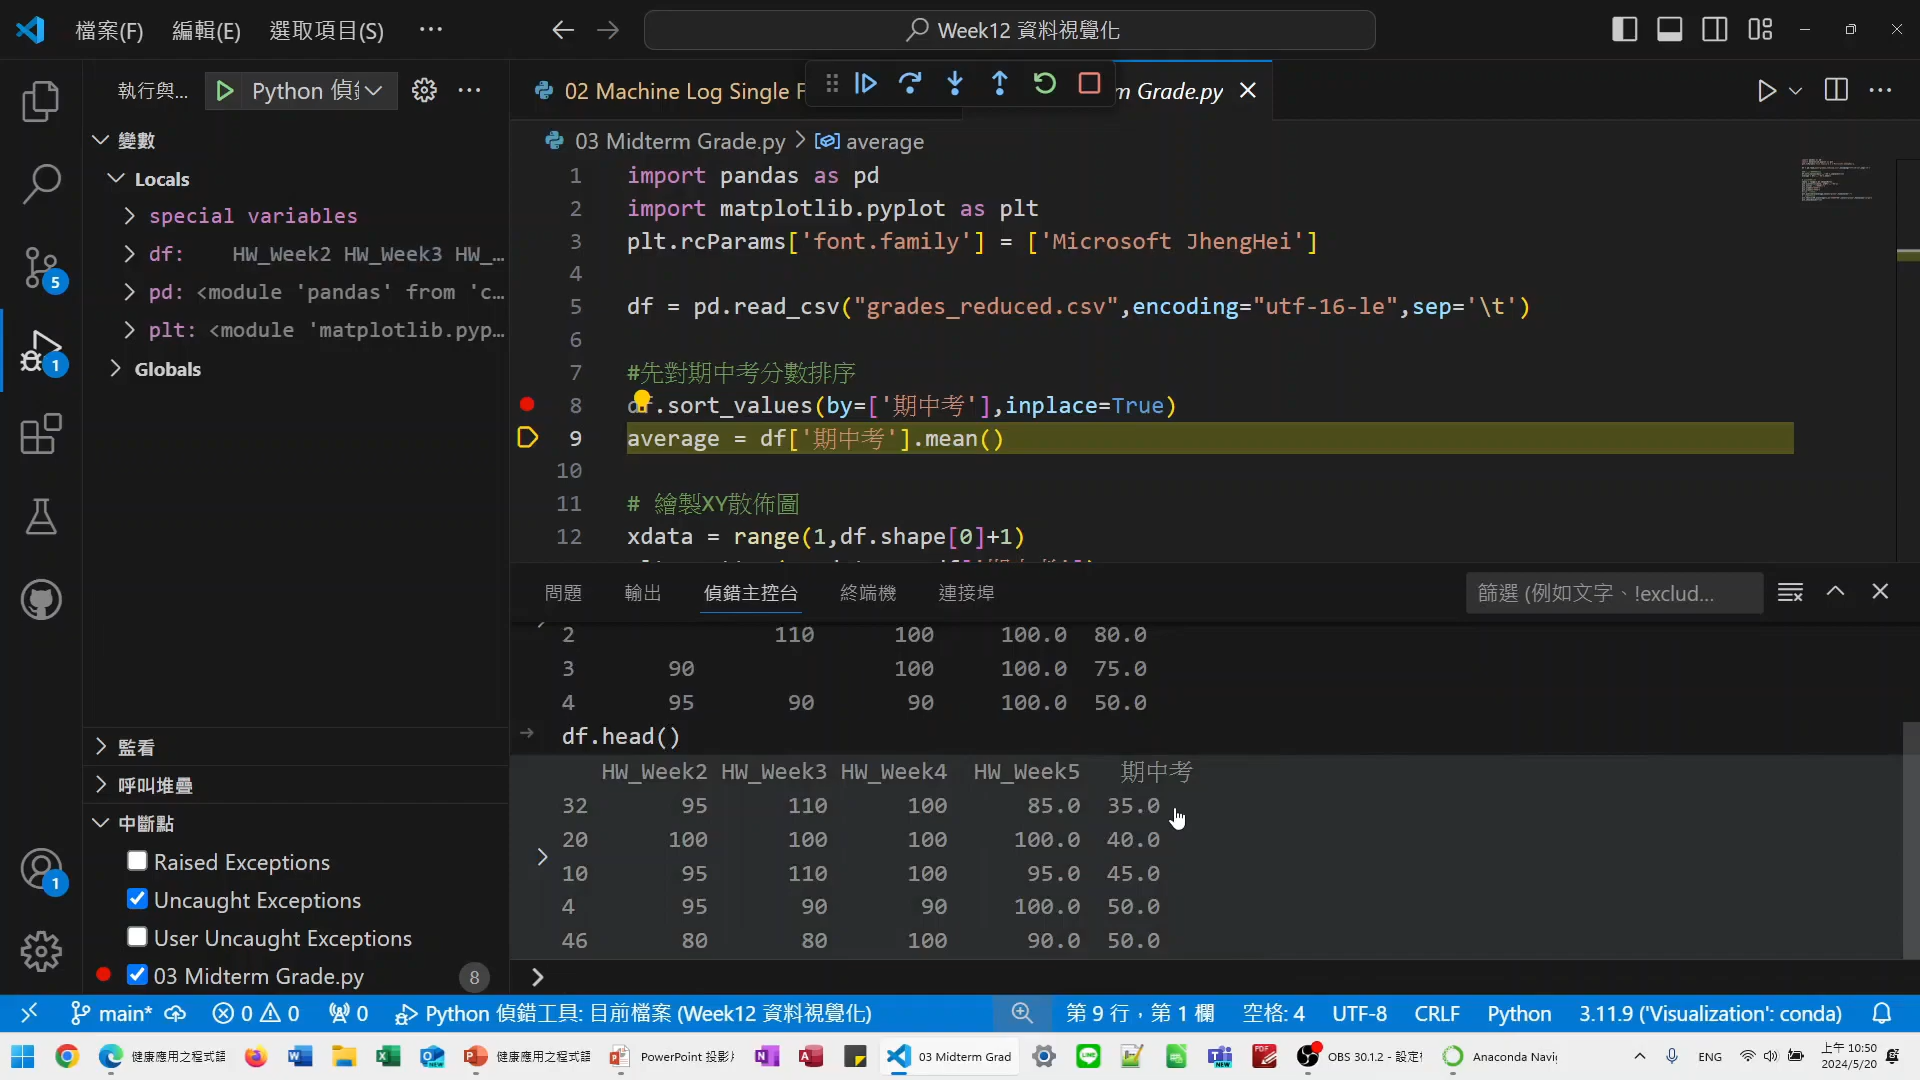 檔案(F) 編輯(E) 選取項目(S) ···
Week12 資料視覺化
執行與... Python 偵 ···
02 Machine Log Single F
m Grade.py
變數
Locals
special variables
df: HW_Week2 HW_Week3 HW_...
pd: <module 'pandas' from 'c...
plt: <module 'matplotlib.pyp...
Globals
監看
呼叫堆疊
中斷點
Raised Exceptions
Uncaught Exceptions
User Uncaught Exceptions
03 Midterm Grade.py 8
5
1
1
03 Midterm Grade.py > average
1 import pandas as pd
2 import matplotlib.pyplot as plt
3 plt.rcParams['font.family'] = ['Microsoft JhengHei']
4
5 df = pd.read_csv("grades_reduced.csv",encoding="utf-16-le",sep='\t')
6
7 #先對期中考分數排序
8 df.sort_values(by=['期中考'],inplace=True)
9 average = df['期中考'].mean()
10
11 # 繪製XY散佈圖
12 xdata = range(1,df.shape[0]+1)
問題 輸出 偵錯主控台 終端機 連接埠
篩選 (例如文字、!exclud...
2 110 100 100.0 80.0
3 90 100 100.0 75.0
4 95 90 90 100.0 50.0
df.head()
HW_Week2 HW_Week3 HW_Week4 HW_Week5 期中考
32 95 110 100 85.0 35.0
20 100 100 100 100.0 40.0
10 95 110 100 95.0 45.0
4 95 90 90 100.0 50.0
46 80 80 100 90.0 50.0
main* 0 0 0 Python 偵錯工具: 目前檔案 (Week12 資料視覺化)
第 9 行，第 1 欄 空格: 4 UTF-8 CRLF Python 3.11.9 ('Visualization': conda)
健康應用之程式語 健康應用之程式語 PowerPoint 投影片 03 Midterm Grad OBS 30.1.2 - 設定 Anaconda Navig
ENG
上午 10:50
2024/5/20